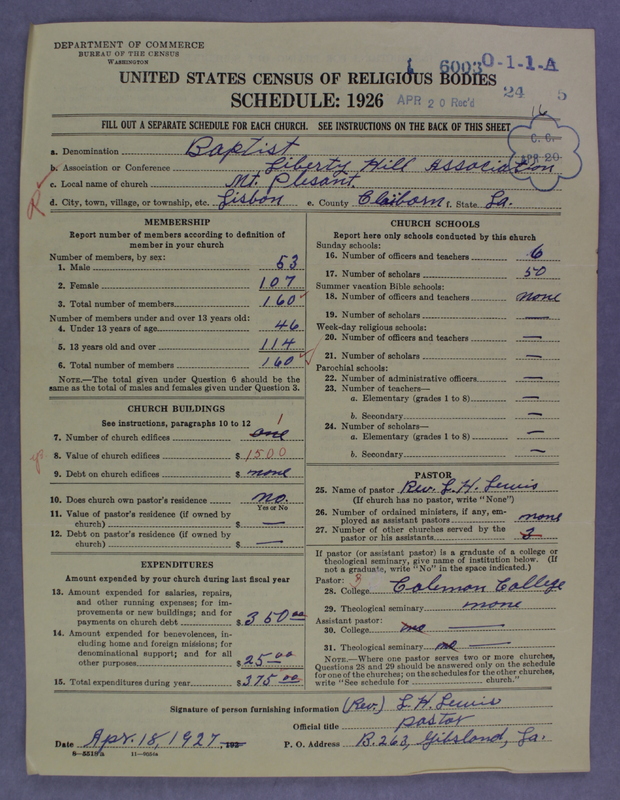 DEPARTMENT OF COMMERCE
BUREAU OF THE CENSUS
WASHINGTON
6003 0-1-1-A
UNITED STATES CENSUS OF RELIGIOUS BODIES
SCHEDULE: 1926
APR 20 Rec'd
24 5
16
FILL OUT A SEPARATE SCHEDULE FOR EACH CHURCH. SEE INSTRUCTIONS ON THE BACK OF THIS SHEET
C. C.
APR 20
a. Denomination Baptist
b. Association or Conference Liberty Hill Association
c. Local name of church Mt. Plesant.
d. City, town, village, or township, etc. Lisbon e. County Claiborn f. State La.
MEMBERSHIP
Report number of members according to definition of
member in your church
Number of members, by sex:
1. Male 53
2. Female 107
3. Total number of members 160
Number of members under and over 13 years old:
4. Under 13 years of age 46
5. 13 years old and over 114
6. Total number of members 160
NOTE.—The total given under Question 6 should be the
same as the total of males and females given under Question 3.
CHURCH BUILDINGS
See instructions, paragraphs 10 to 12
1
7. Number of church edifices one
8. Value of church edifices $ 1500
9. Debt on church edifices $ none
10. Does church own pastor's residence no
Yes or No
11. Value of pastor's residence (if owned by
church) $ —
12. Debt on pastor's residence (if owned by
church) $ —
EXPENDITURES
Amount expended by your church during last fiscal year
13. Amount expended for salaries, repairs,
and other running expenses; for im-
provements or new buildings; and for
payments on church debt $ 350 00
14. Amount expended for benevolences, in-
cluding home and foreign missions; for
denominational support; and for all
other purposes $ 25 00
15. Total expenditures during year $ 375 00
CHURCH SCHOOLS
Report here only schools conducted by this church
Sunday schools:
16. Number of officers and teachers 6
17. Number of scholars 50
Summer vacation Bible schools:
18. Number of officers and teachers none
19. Number of scholars —
Week-day religious schools:
20. Number of officers and teachers —
21. Number of scholars —
Parochial schools:
22. Number of administrative officers —
23. Number of teachers—
a. Elementary (grades 1 to 8) —
b. Secondary —
24. Number of scholars—
a. Elementary (grades 1 to 8) —
b. Secondary —
PASTOR
25. Name of pastor Rev. L. H. Lewis
(If church has no pastor, write "None")
26. Number of ordained ministers, if any, em-
ployed as assistant pastors none
27. Number of other churches served by the
pastor or his assistants 3
If pastor (or assistant pastor) is a graduate of a college or
theological seminary, give name of institution below. (If
not a graduate, write "No" in the space indicated.)
Pastor:
28. College Coleman College
29. Theological seminary none
Assistant pastor:
30. College no —
31. Theological seminary no —
NOTE.—Where one pastor serves two or more churches,
Questions 28 and 29 should be answered only on the schedule
for one of the churches; on the schedules for the other churches,
write "See schedule for church."
Signature of person furnishing information (Rev.) L. H. Lewis
Official title pastor
Date Apr. 18, 1927 192 P. O. Address B. 263, Gibsland, La.
8—5519a 11—9036a